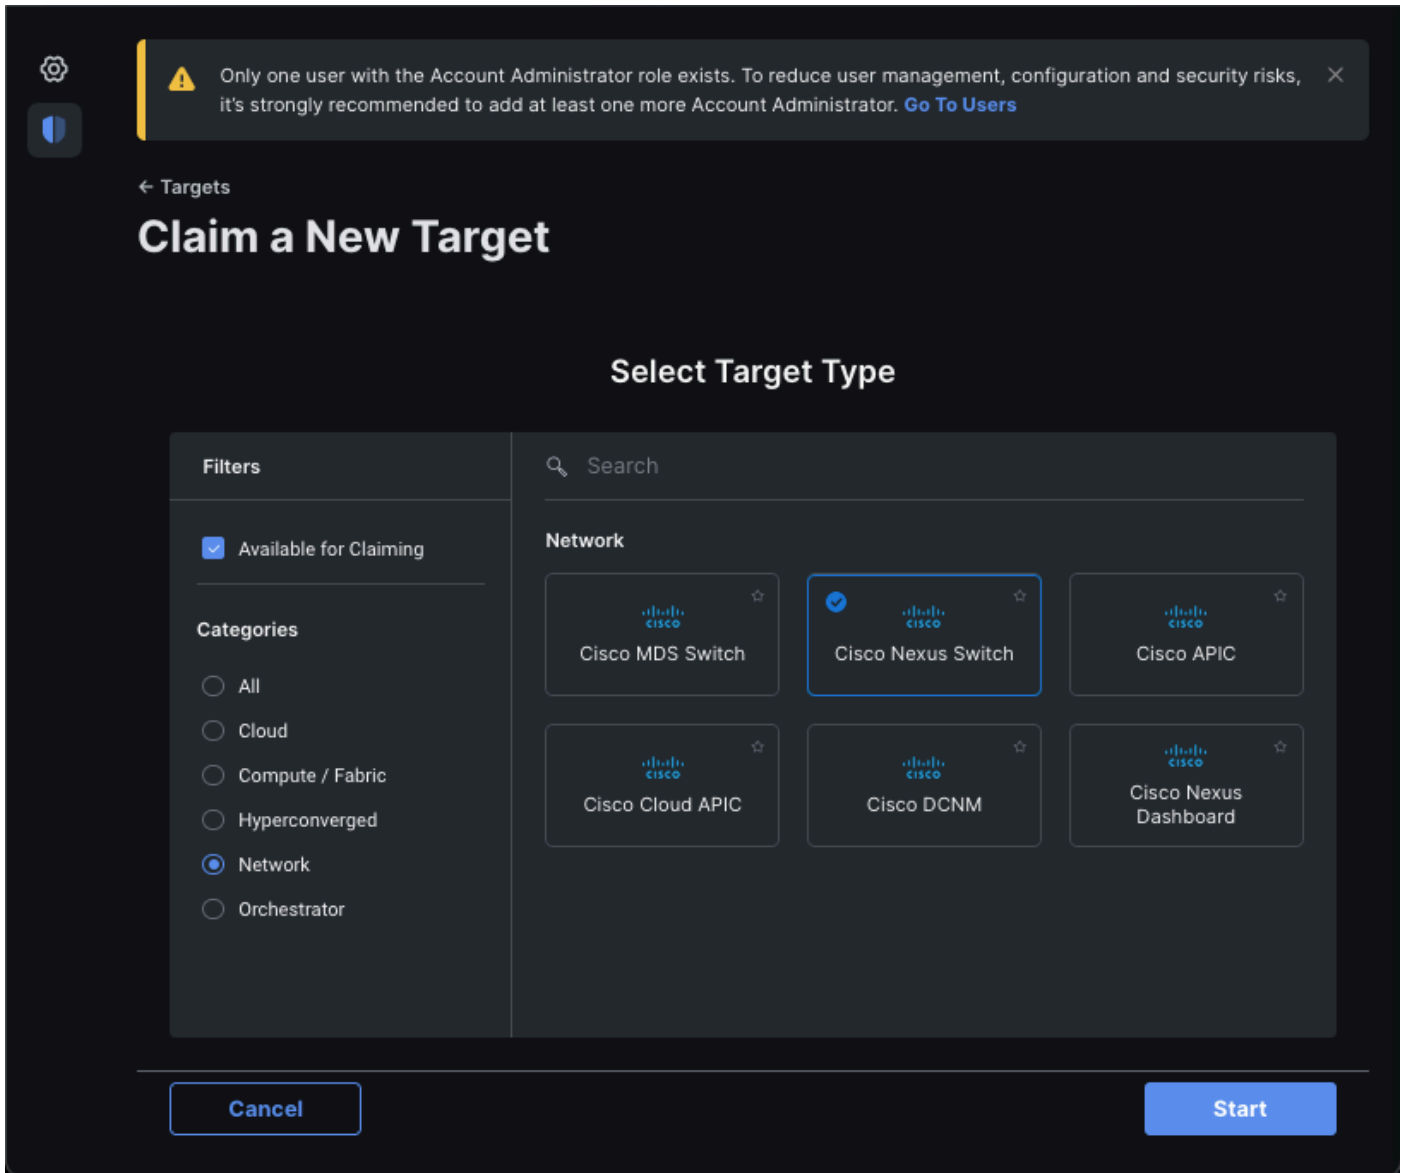 Only one user with the Account Administrator role exists. To reduce user management, configuration and security risks,
it's strongly recommended to add at least one more Account Administrator. Go To Users
← Targets
Claim a New Target
Select Target Type
Filters
Available for Claiming
Categories
All
Cloud
Compute / Fabric
Hyperconverged
Network
Orchestrator
Search
Network
CISCO
Cisco MDS Switch
CISCO
Cisco Nexus Switch
CISCO
Cisco APIC
CISCO
Cisco Cloud APIC
CISCO
Cisco DCNM
CISCO
Cisco Nexus
Dashboard
Cancel
Start